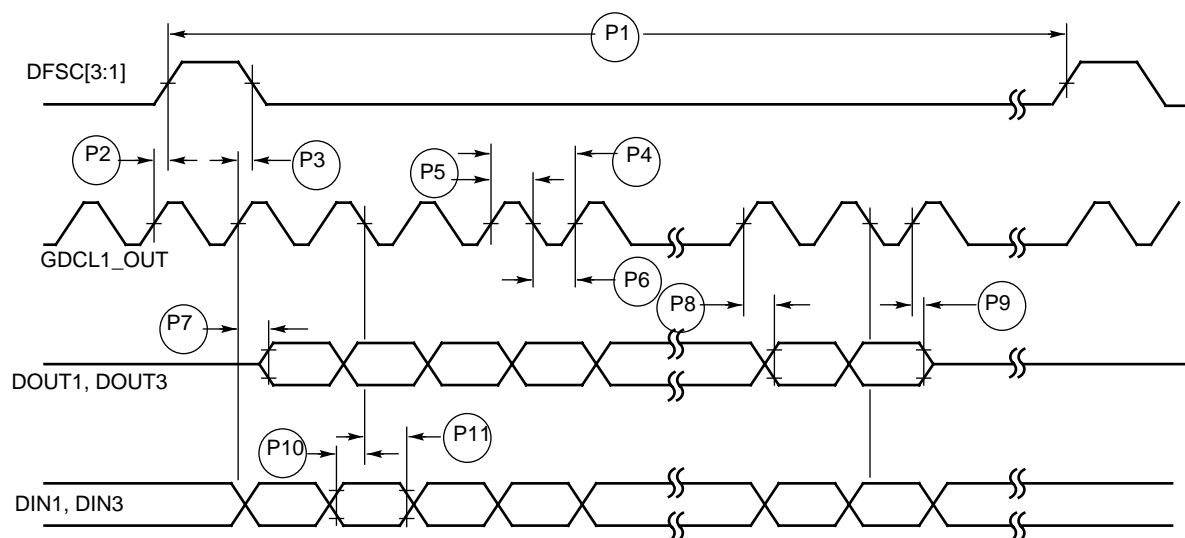 P1
DFSC[3:1]
P2
P3
P5
P4
GDCL1_OUT
P6
P8
P9
P7
DOUT1, DOUT3
P10
P11
DIN1, DIN3